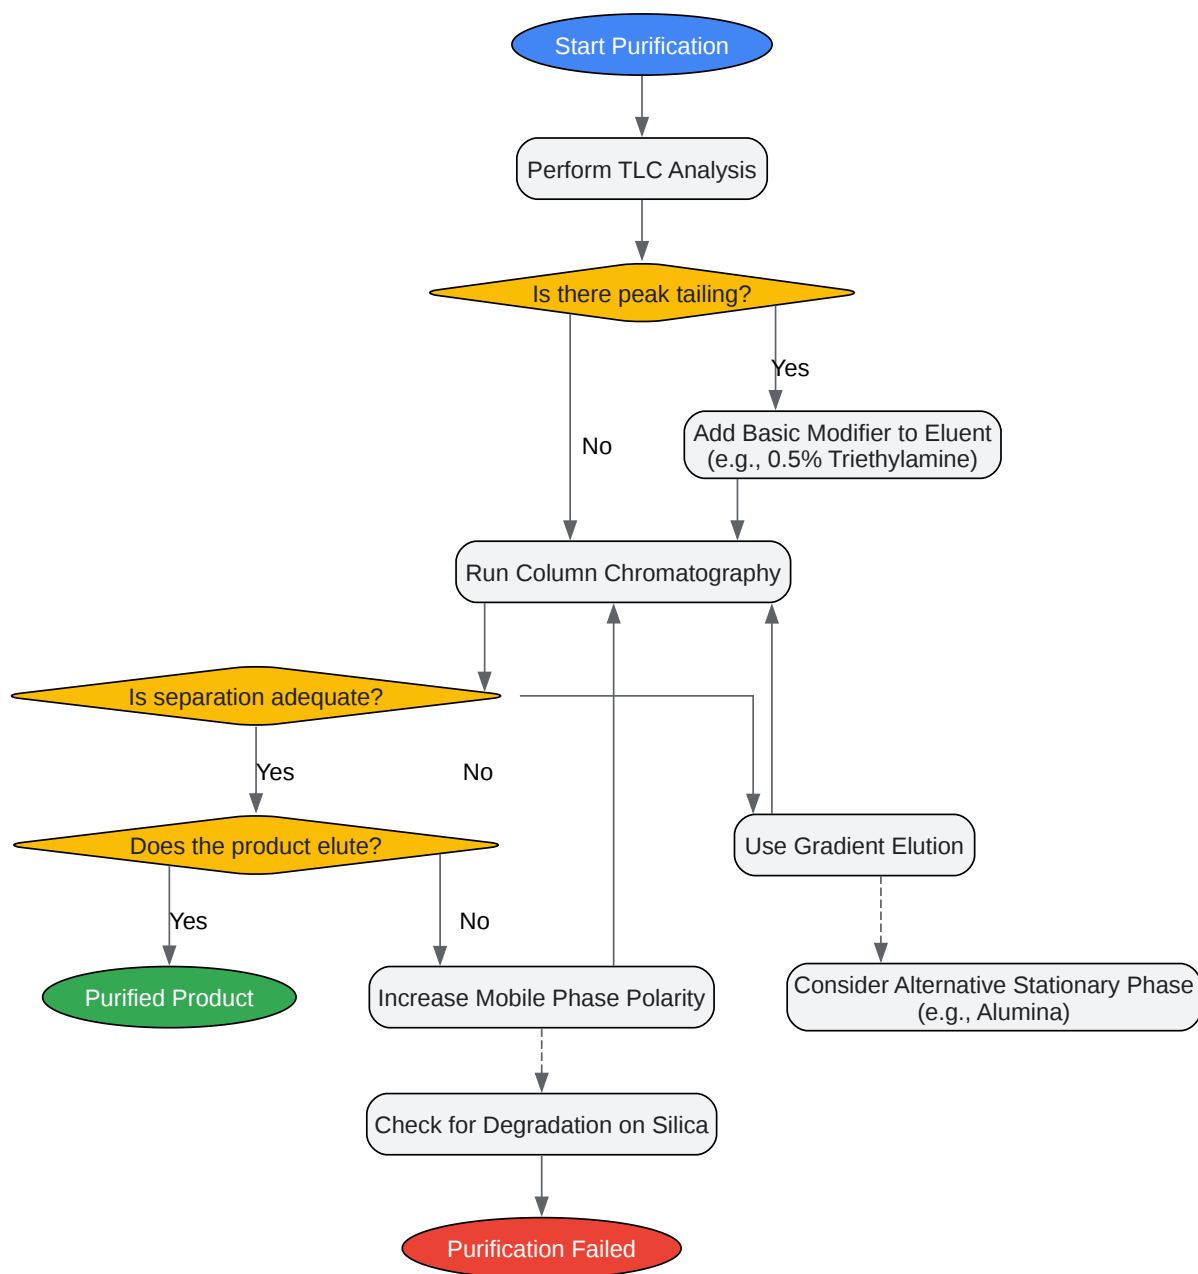 Start Purification
Perform TLC Analysis
Is there peak tailing?
Yes
Add Basic Modifier to Eluent
(e.g., 0.5% Triethylamine)
No
Run Column Chromatography
Is separation adequate?
Yes
No
Does the product elute?
Use Gradient Elution
Yes
No
Purified Product
Increase Mobile Phase Polarity
Consider Alternative Stationary Phase
(e.g., Alumina)
Check for Degradation on Silica
Purification Failed